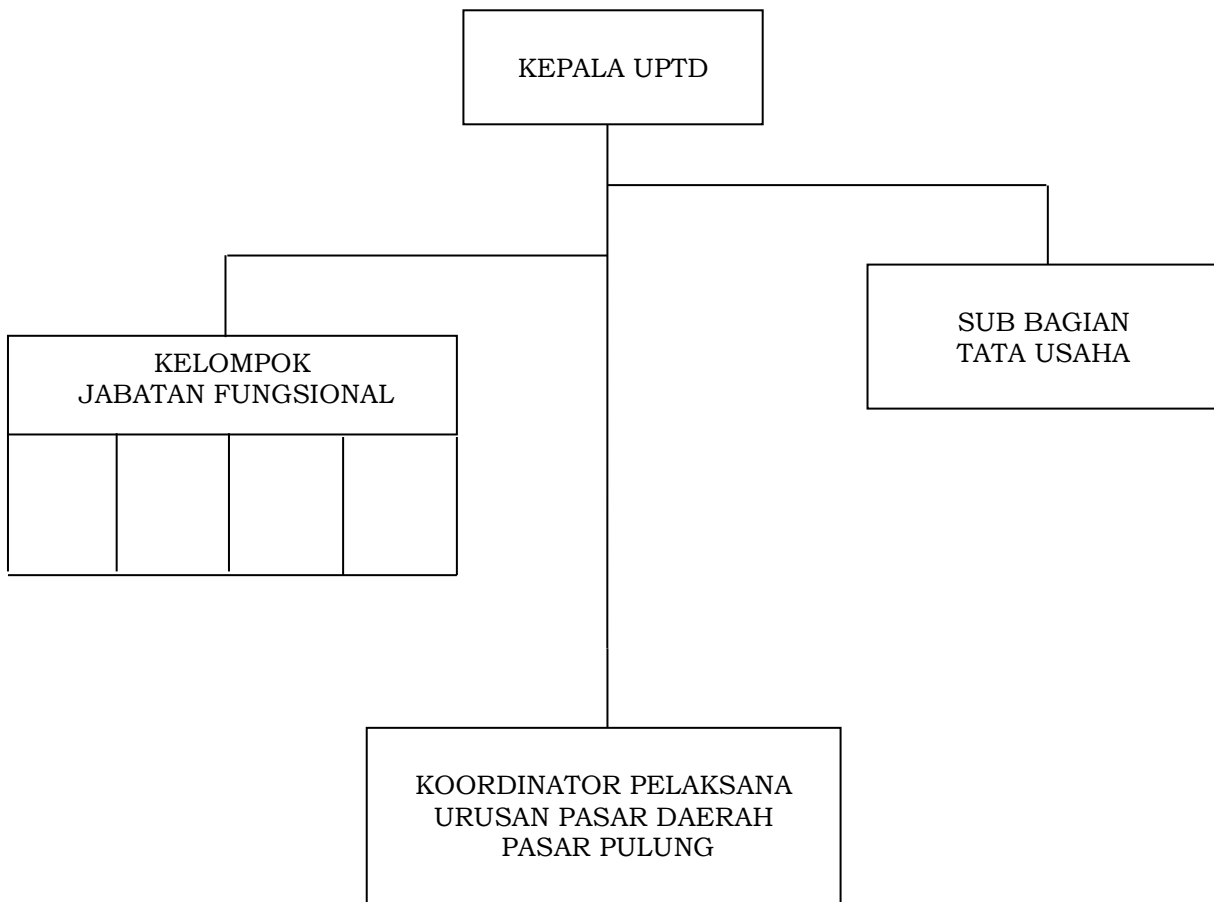 KEPALA UPTD
SUB BAGIAN
TATA USAHA
KELOMPOK
JABATAN FUNGSIONAL
KOORDINATOR PELAKSANA
URUSAN PASAR DAERAH
PASAR PULUNG